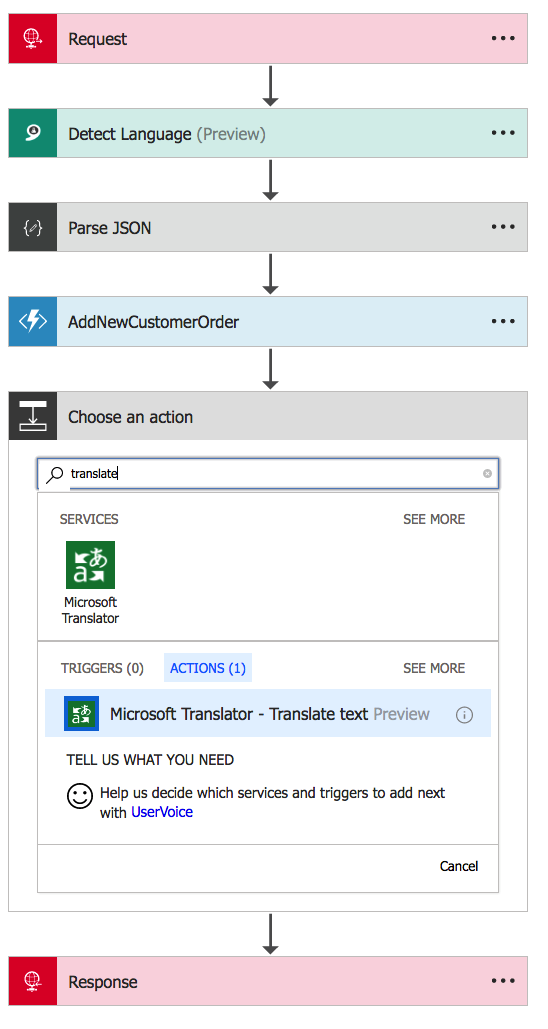 Request
Detect Language (Preview)
Parse JSON
AddNewCustomerOrder
Choose an action
translate
SERVICES SEE MORE
Microsoft
Translator
TRIGGERS (0) ACTIONS (1) SEE MORE
Microsoft Translator - Translate text Preview
TELL US WHAT YOU NEED
Help us decide which services and triggers to add next
with UserVoice
Cancel
Response